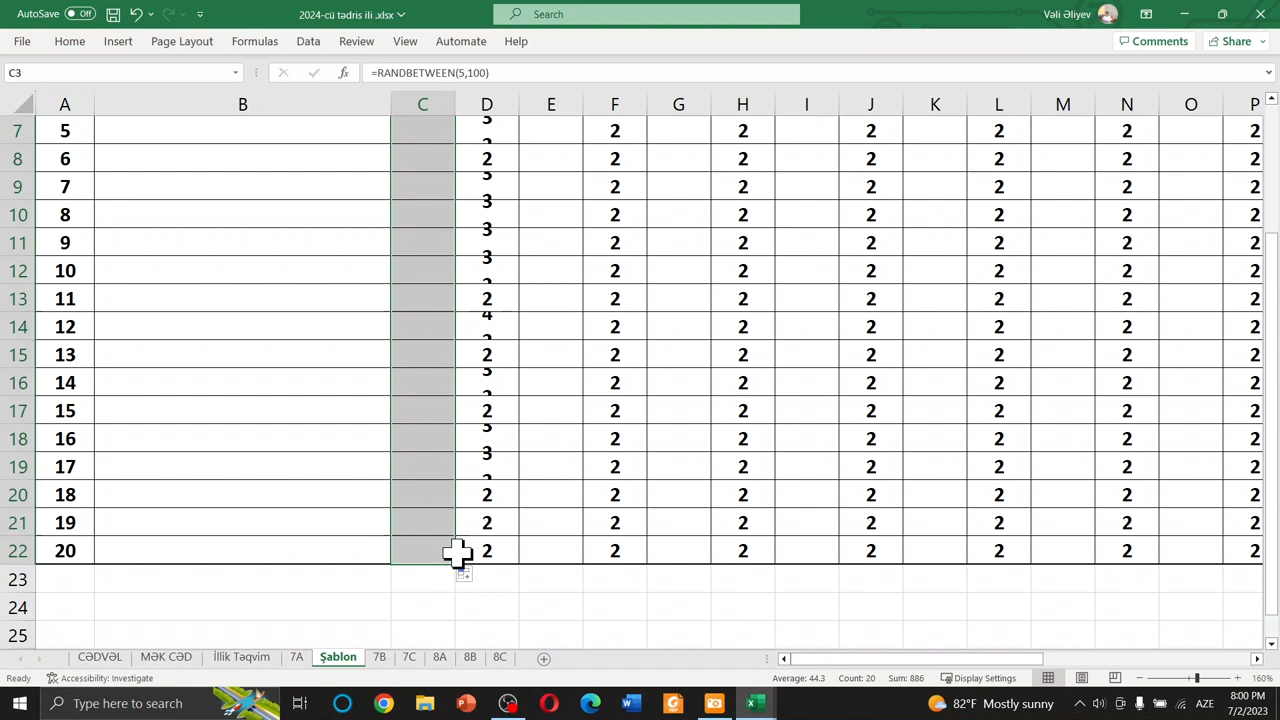 AutoSave Off 2024-cü tədris ili .xlsx Search Vəli Əliyev
File Home Insert Page Layout Formulas Data Review View Automate Help Comments Share
C3 fx =RANDBETWEEN(5,100)
A B C D E F G H I J K L M N O P
7 5 2 2 2 2 2 2
8 6 2 2 2 2 2 2 2
9 7 2 2 2 2 2 2
10 8 3 2 2 2 2 2 2
11 9 3 2 2 2 2 2 2
12 10 3 2 2 2 2 2 2
13 11 2 2 2 2 2 2 2
14 12 4 2 2 2 2 2 2
15 13 2 2 2 2 2 2 2
16 14 3 2 2 2 2 2 2
17 15 2 2 2 2 2 2 2
18 16 3 2 2 2 2 2 2
19 17 3 2 2 2 2 2 2
20 18 2 2 2 2 2 2 2
21 19 2 2 2 2 2 2 2
22 20 2 2 2 2 2 2 2
23
24
25
CƏDVƏL MƏK CƏD İllik Təqvim 7A Şablon 7B 7C 8A 8B 8C
Ready Accessibility: Investigate Average: 44.3 Count: 20 Sum: 886 Display Settings 160%
Type here to search 82°F Mostly sunny AZE 8:00 PM
7/2/2023